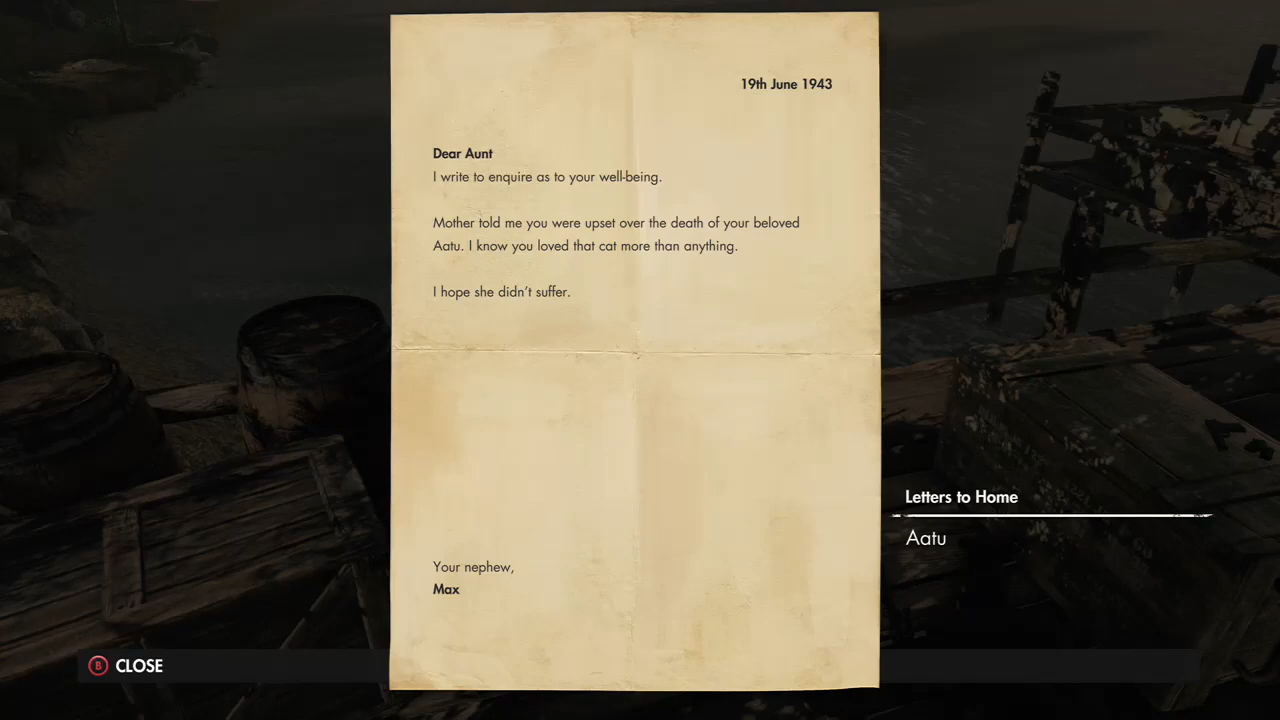 19th June 1943
Dear Aunt
I write to enquire as to your well-being.
Mother told me you were upset over the death of your beloved
Aatu. I know you loved that cat more than anything.
I hope she didn't suffer.
Your nephew,
Max
Letters to Home
Aatu
B CLOSE